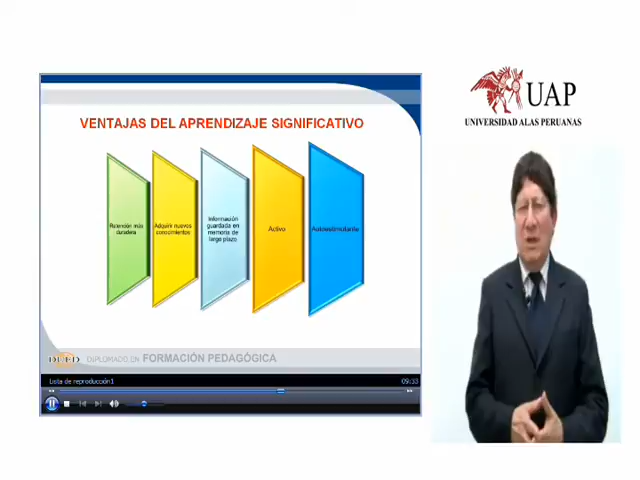 VENTAJAS DEL APRENDIZAJE SIGNIFICATIVO
Retención más
duradera
Adquirir nuevos
conocimientos
Información
guardada en
memoria de
largo plazo
Activo
Autoestimulante
DUED DIPLOMADO EN FORMACIÓN PEDAGÓGICA
Lista de reproducción1
09:33
UAP
UNIVERSIDAD ALAS PERUANAS